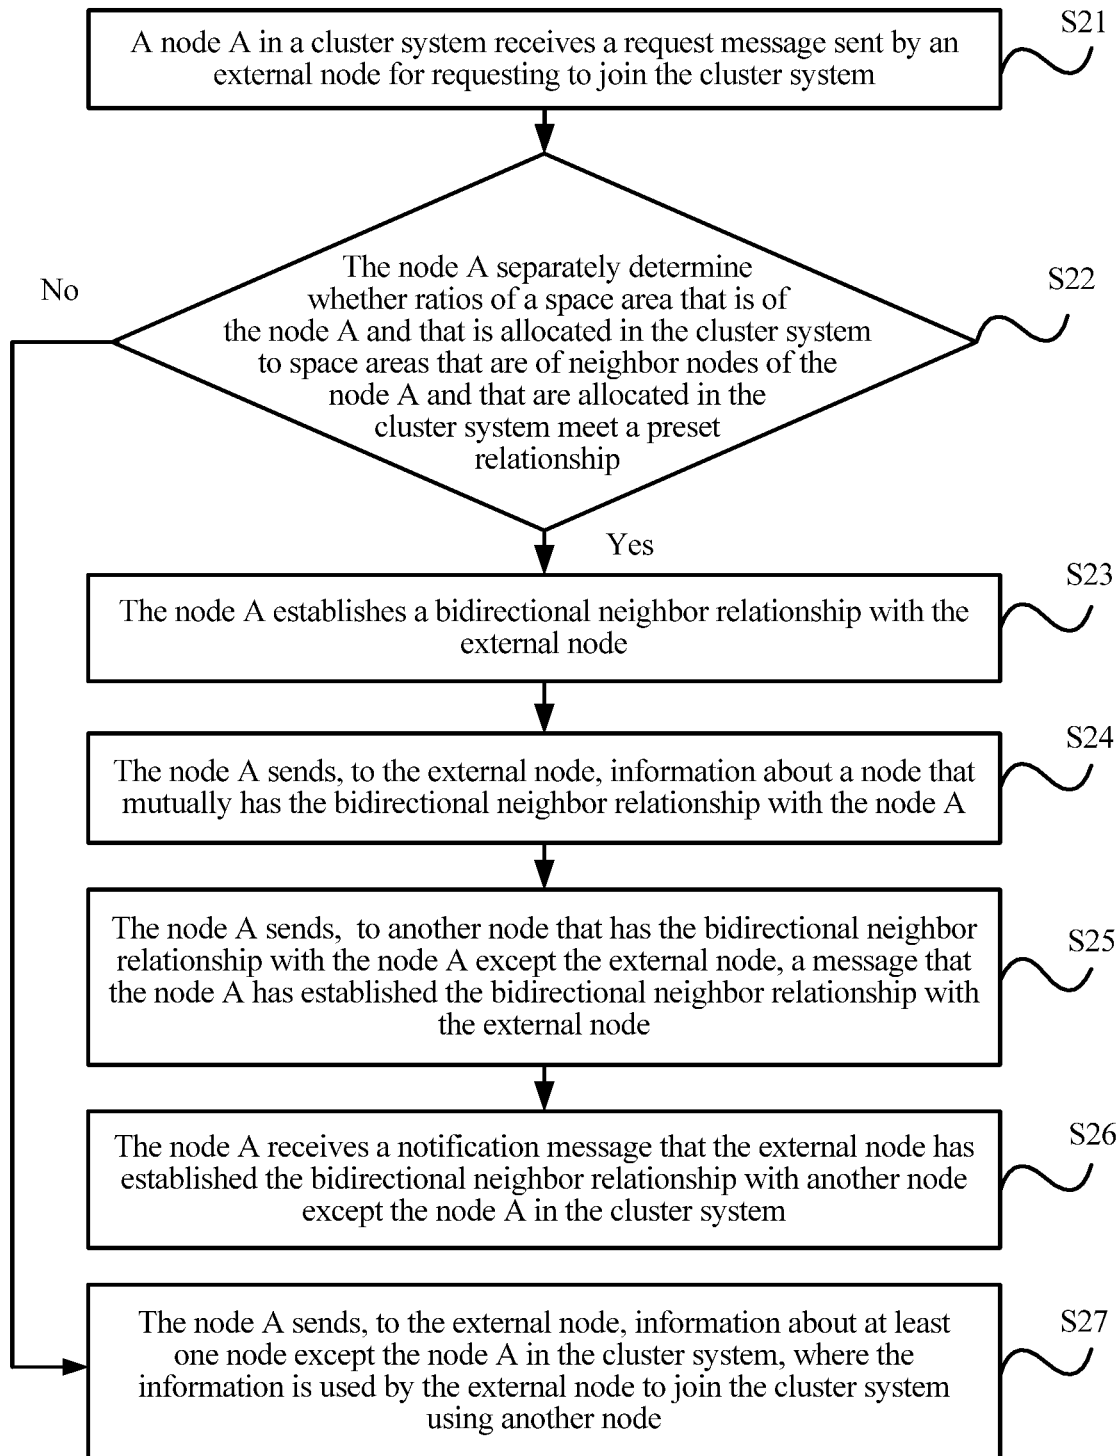 S21
A node A in a cluster system receives a request message sent by an
external node for requesting to join the cluster system
No
S22
The node A separately determine
whether ratios of a space area that is of
the node A and that is allocated in the cluster system
to space areas that are of neighbor nodes of the
node A and that are allocated in the
cluster system meet a preset
relationship
Yes
S23
The node A establishes a bidirectional neighbor relationship with the
external node
S24
The node A sends, to the external node, information about a node that
mutually has the bidirectional neighbor relationship with the node A
S25
The node A sends, to another node that has the bidirectional neighbor
relationship with the node A except the external node, a message that
the node A has established the bidirectional neighbor relationship with
the external node
S26
The node A receives a notification message that the external node has
established the bidirectional neighbor relationship with another node
except the node A in the cluster system
S27
The node A sends, to the external node, information about at least
one node except the node A in the cluster system, where the
information is used by the external node to join the cluster system
using another node